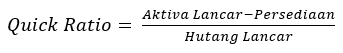 Quick Ratio = Aktiva Lancar−Persediaan / Hutang Lancar